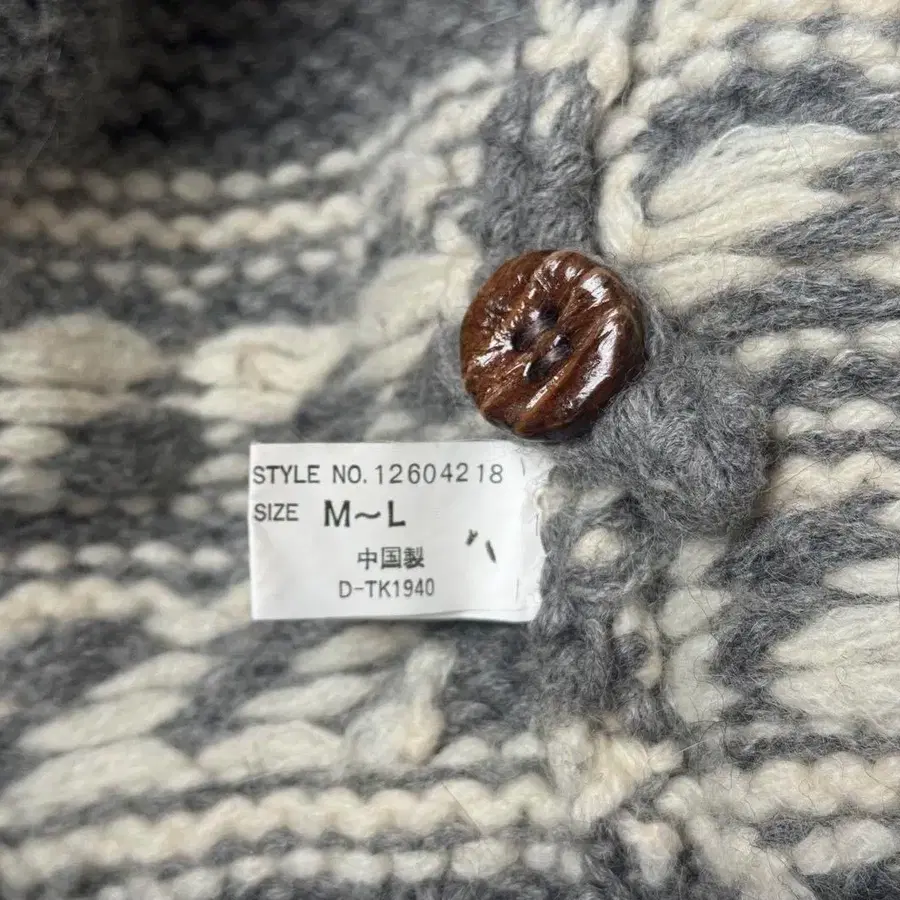 STYLE NO. 12604218
SIZE M~L
中国製
D-TK1940